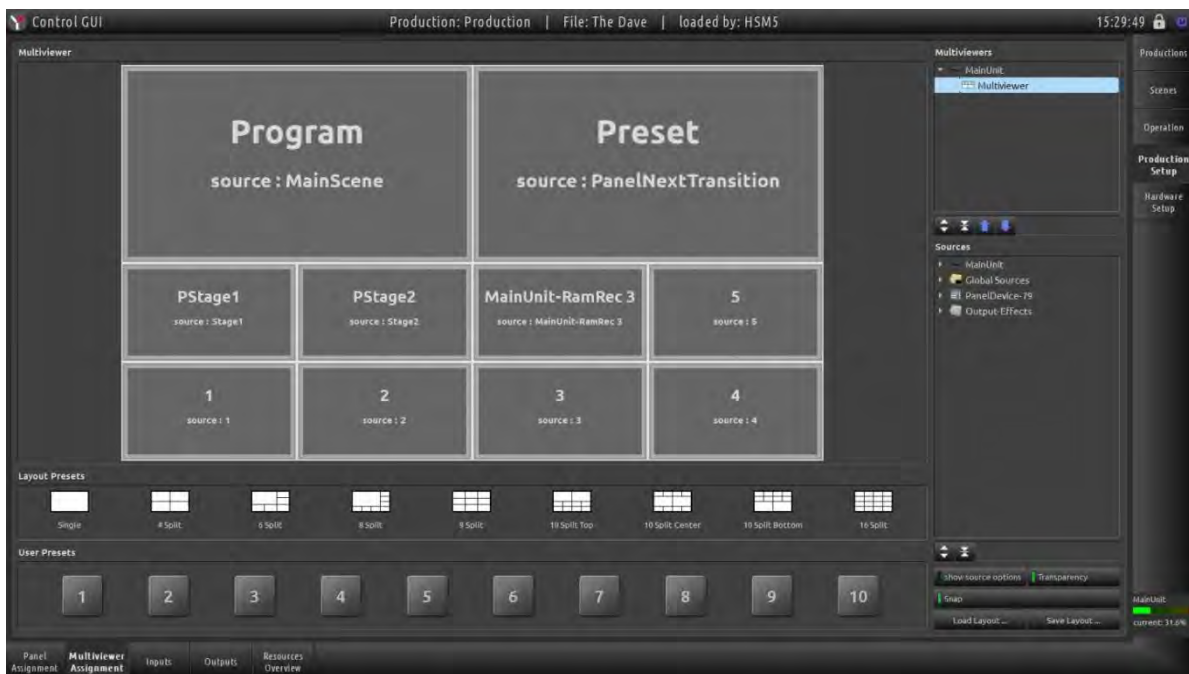 Control GUI
Production: Production | File: The Dave | loaded by: HSM5
15:29:49
Multiviewer
Program
source : MainScene
Preset
source : PanelNextTransition
PStage1
source : Stage1
PStage2
source : Stage2
MainUnit-RamRec 3
source : MainUnit-RamRec 3
5
source : 5
1
source : 1
2
source : 2
3
source : 3
4
source : 4
Layout Presets
Single
4 Split
6 Split
8 Split
9 Split
10 Split Top
10 Split Center
10 Split Bottom
16 Split
User Presets
1
2
3
4
5
6
7
8
9
10
Multiviewers
MainUnit
Multiviewer
Sources
MainUnit
Global Sources
PanelDevice-79
Output-Effects
show source options
Transparency
Snap
Load Layout ...
Save Layout ...
Productions
Scenes
Operation
Production
Setup
Hardware
Setup
MainUnit
current: 31.6%
Panel
Assignment
Multiviewer
Assignment
Inputs
Outputs
Resources
Overview